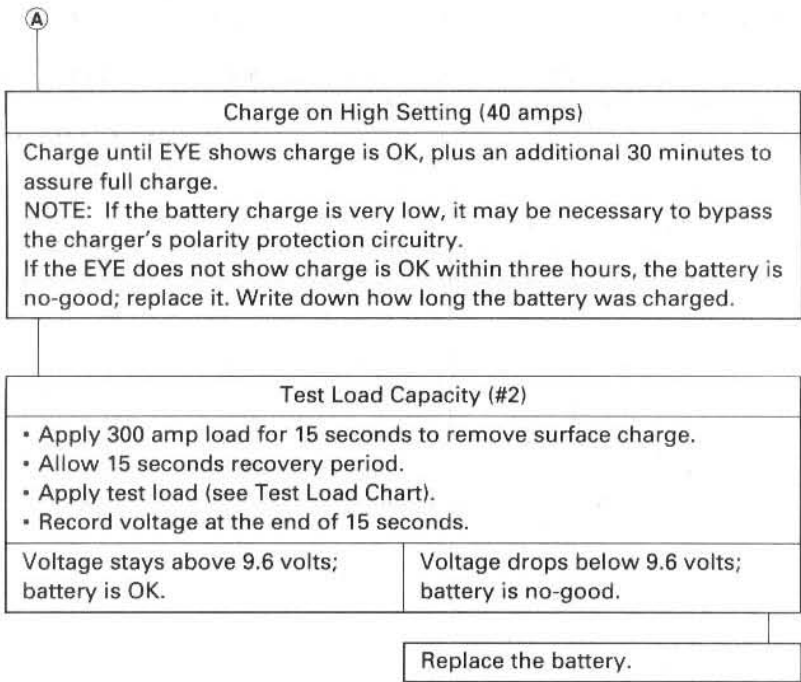 A
Charge on High Setting (40 amps)
Charge until EYE shows charge is OK, plus an additional 30 minutes to
assure full charge.
NOTE: If the battery charge is very low, it may be necessary to bypass
the charger's polarity protection circuitry.
If the EYE does not show charge is OK within three hours, the battery is
no-good; replace it. Write down how long the battery was charged.
Test Load Capacity (#2)
• Apply 300 amp load for 15 seconds to remove surface charge.
• Allow 15 seconds recovery period.
• Apply test load (see Test Load Chart).
• Record voltage at the end of 15 seconds.
Voltage stays above 9.6 volts;
battery is OK.
Voltage drops below 9.6 volts;
battery is no-good.
Replace the battery.